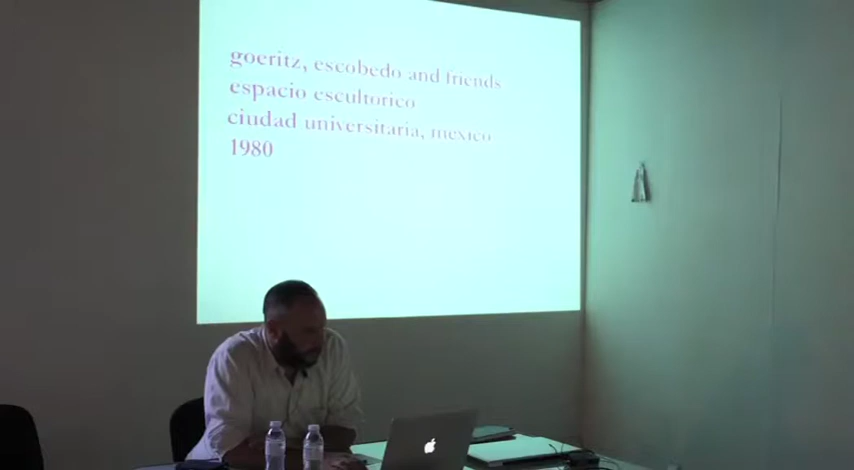 goeritz, escobedo and friends
espacio escultorico
ciudad universitaria, mexico
1980